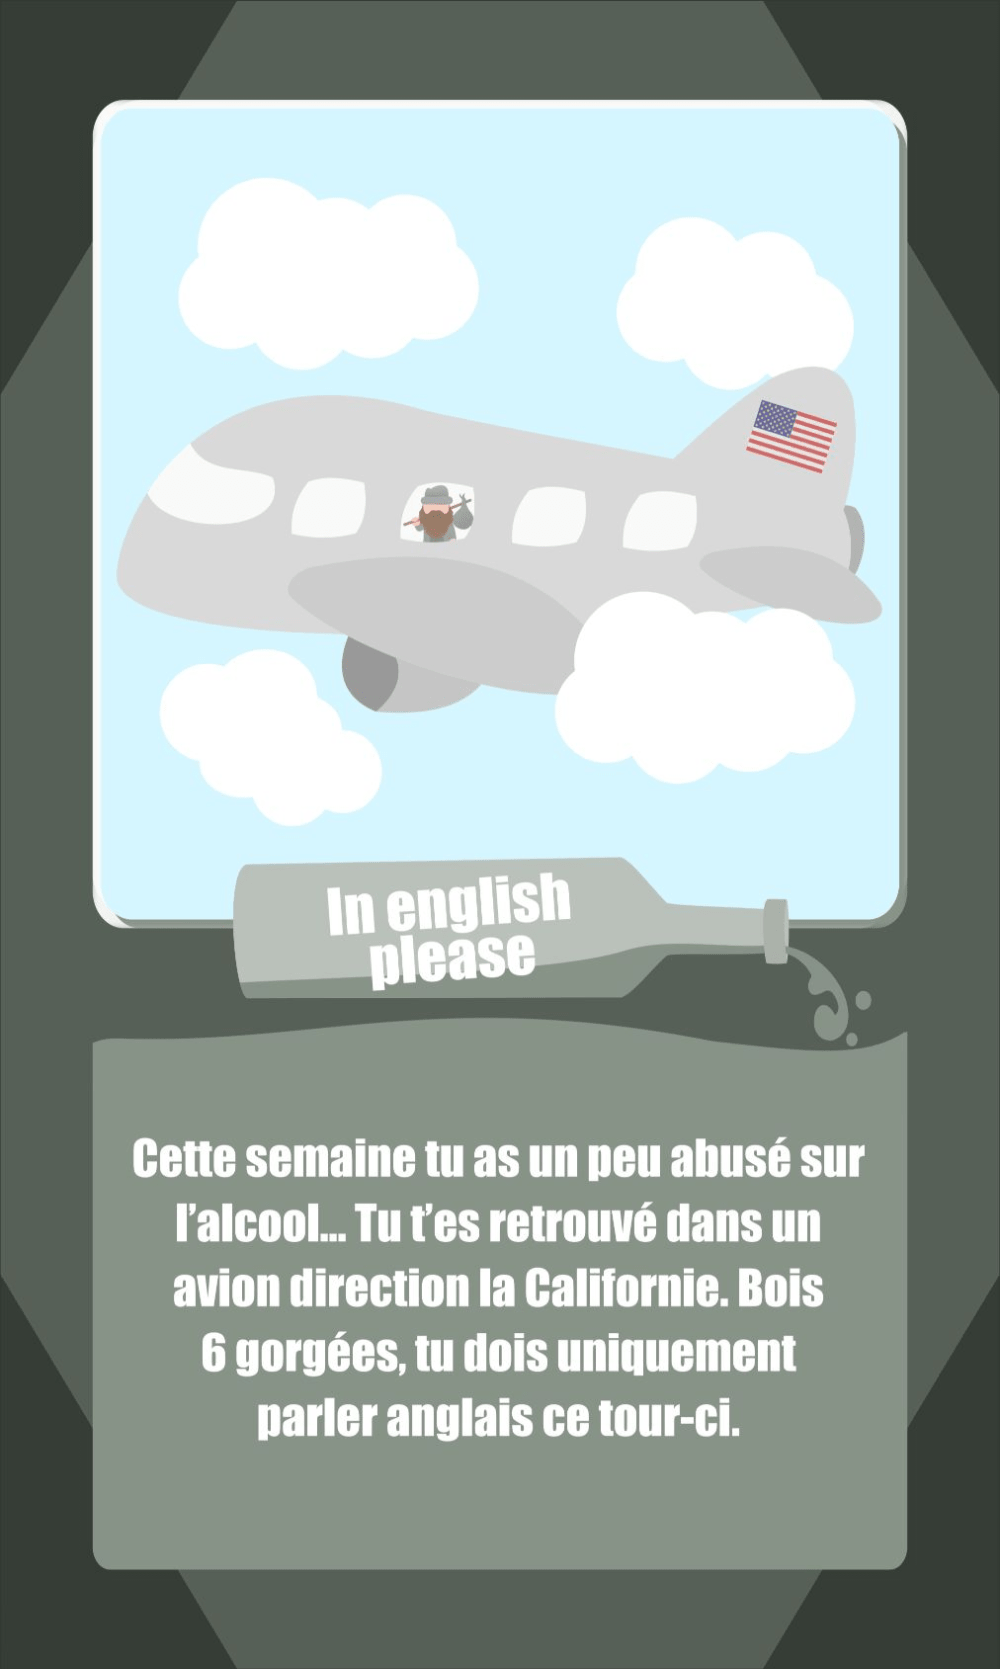 In english
please
Cette semaine tu as un peu abusé sur
l’alcool... Tu t’es retrouvé dans un
avion direction la Californie. Bois
6 gorgées, tu dois uniquement
parler anglais ce tour-ci.